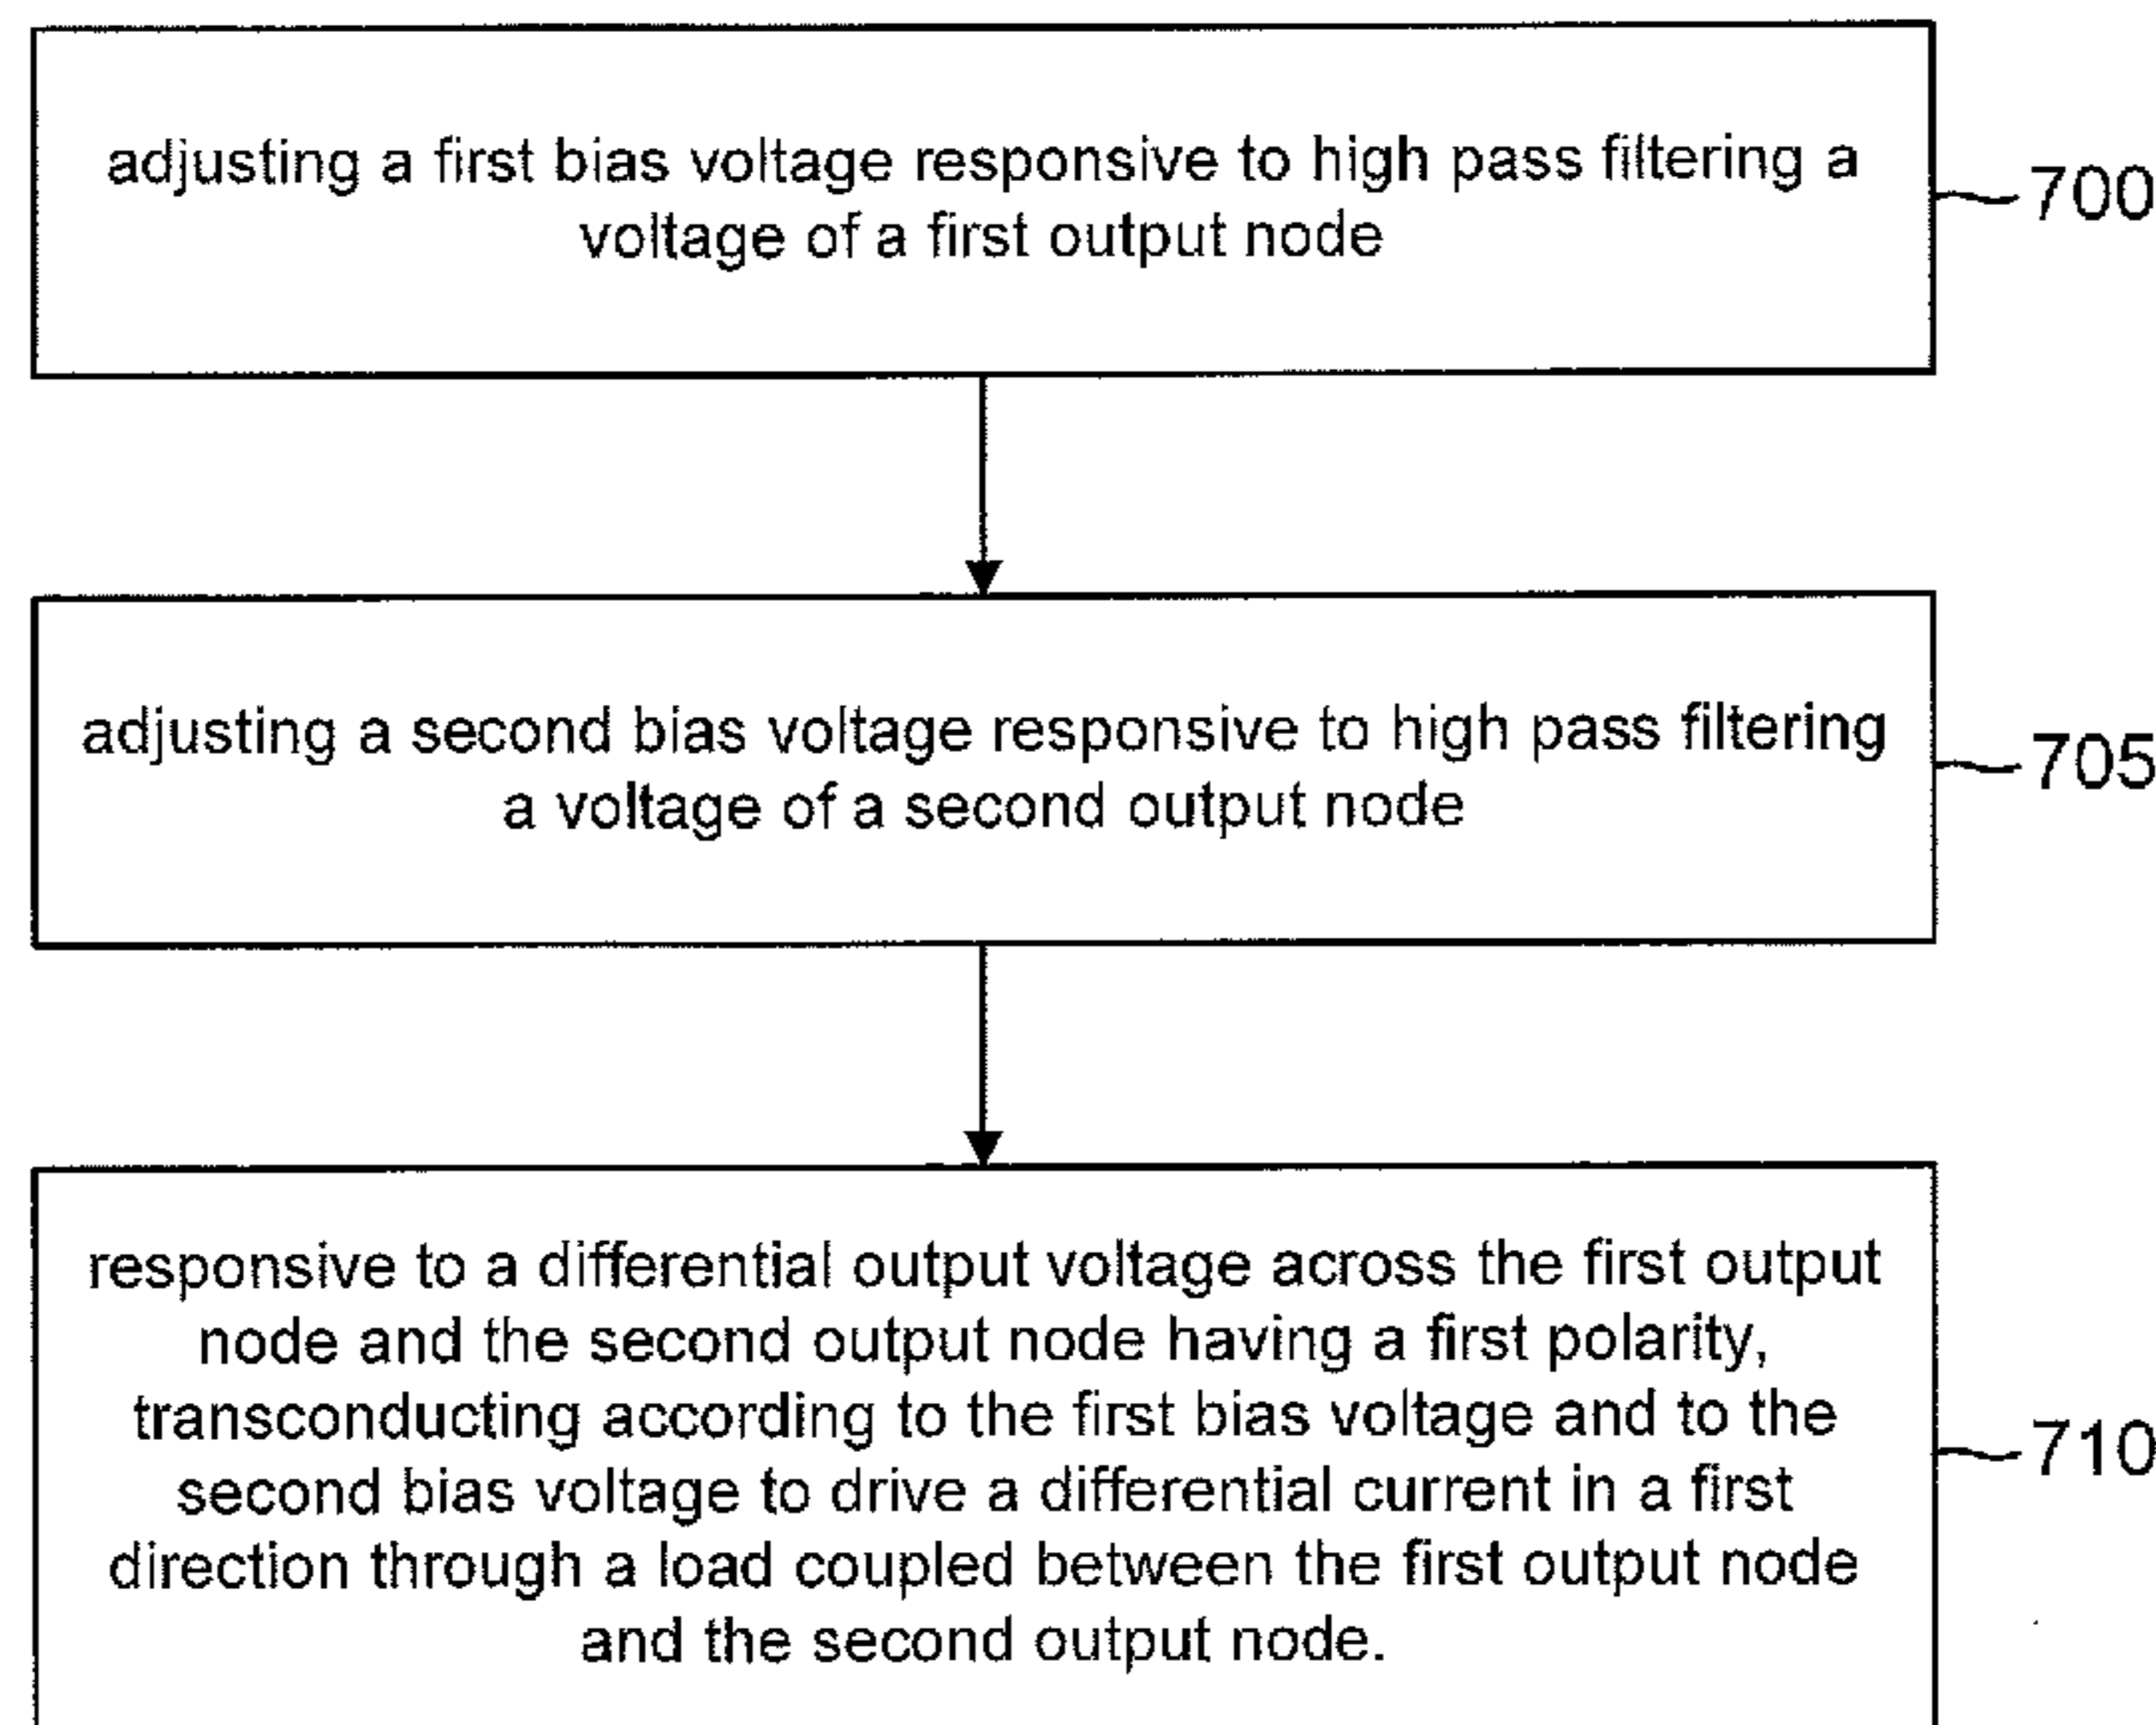 adjusting a first bias voltage responsive to high pass filtering a
voltage of a first output node
700
adjusting a second bias voltage responsive to high pass filtering
a voltage of a second output node
705
responsive to a differential output voltage across the first output
node and the second output node having a first polarity,
transconducting according to the first bias voltage and to the
second bias voltage to drive a differential current in a first
direction through a load coupled between the first output node
and the second output node.
710